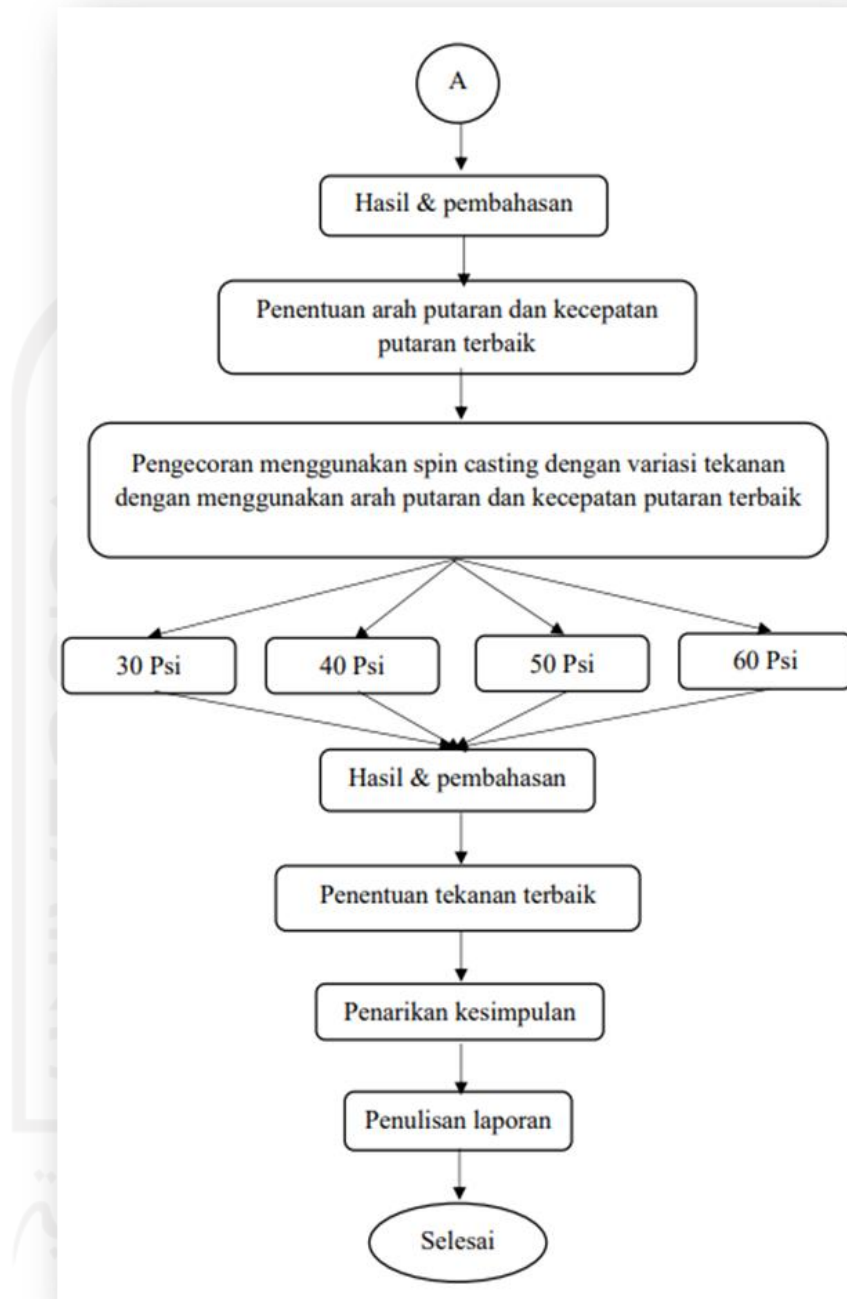 A
Hasil & pembahasan
Penentuan arah putaran dan kecepatan
putaran terbaik
Pengecoran menggunakan spin casting dengan variasi tekanan
dengan menggunakan arah putaran dan kecepatan putaran terbaik
30 Psi
40 Psi
50 Psi
60 Psi
Hasil & pembahasan
Penentuan tekanan terbaik
Penarikan kesimpulan
Penulisan laporan
Selesai